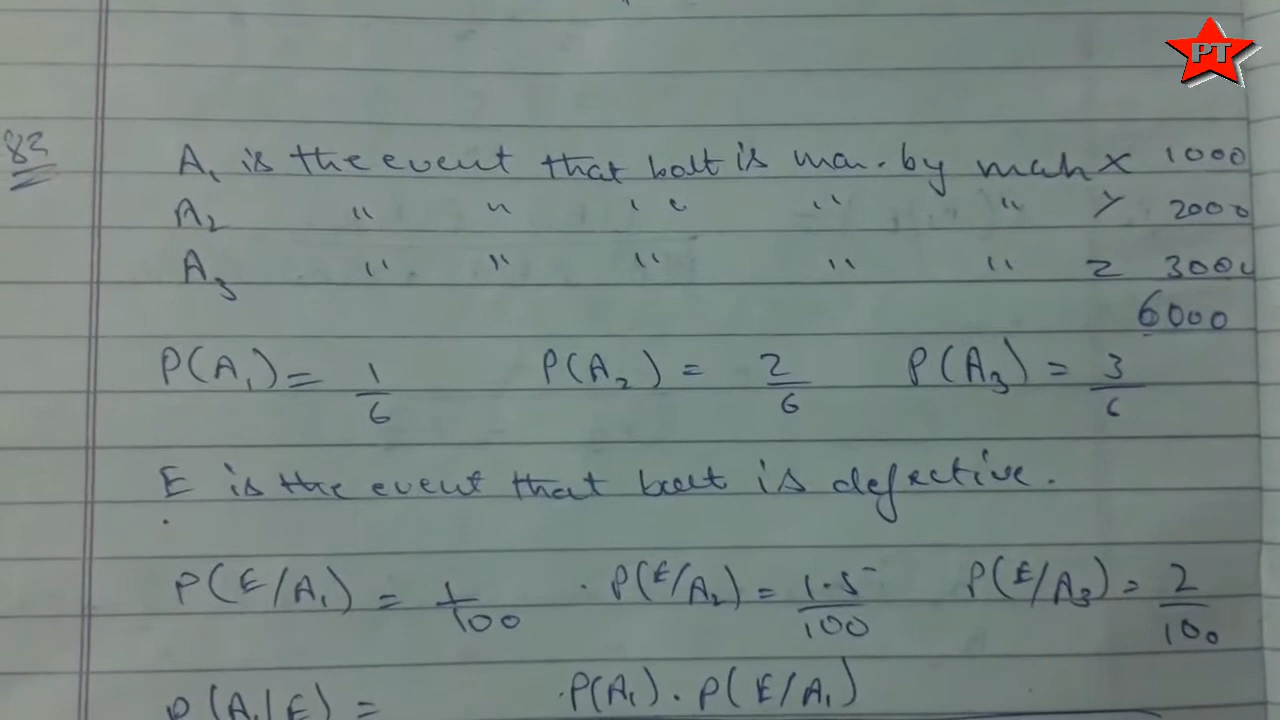 PT
83
A₁ is the event that bolt is man. by mach X 1000
A₂ " " " " " Y 2000
A₃ " " " " " Z 3000
6000
P(A₁) = 1/6 P(A₂) = 2/6 P(A₃) = 3/6
E is the event that bolt is defective.
P(E/A₁) = 1/100 . P(E/A₂) = 1.5/100 P(E/A₃) = 2/100
P(A₁/E) = P(A₁) . P(E/A₁)